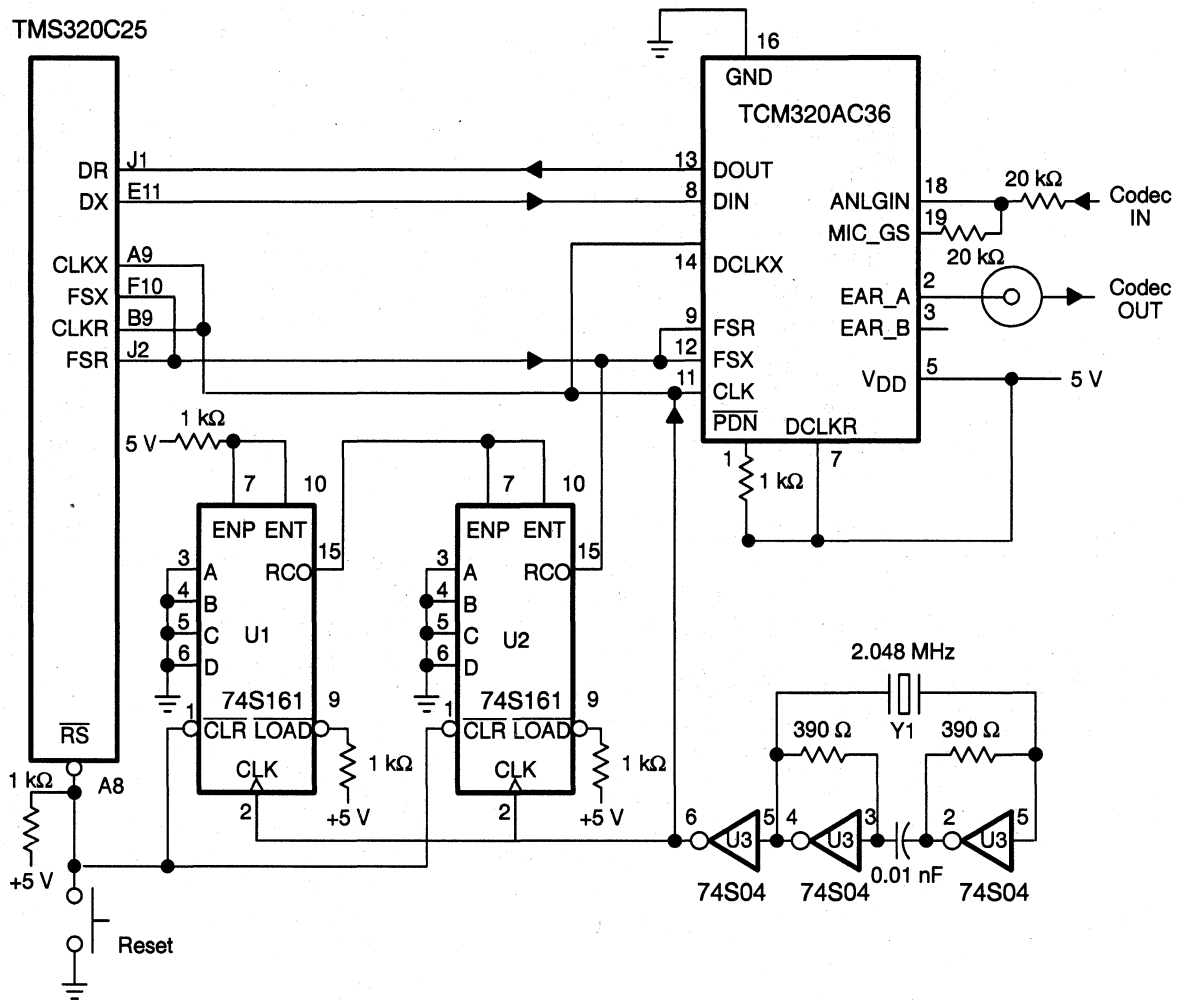 TMS320C25
16
GND
TCM320AC36
DR J1
13 DOUT
DX E11
8 DIN
ANLGIN 18
20 kΩ
Codec IN
MIC_GS 19
20 kΩ
CLKX A9
14 DCLKX
FSX F10
EAR_A 2
Codec OUT
CLKR B9
9 FSR
EAR_B 3
FSR J2
12 FSX
11 CLK
VDD 5
5 V
PDN
DCLKR
1
7
1 kΩ
1 kΩ
5 V
7
10
7
10
ENP ENT
ENP ENT
15
15
3 A
RCO
3 A
RCO
4 B
4 B
5 C
U1
5 C
U2
6 D
6 D
74S161
74S161
1
9
1
9
CLR LOAD
CLR LOAD
CLK
CLK
2
2
1 kΩ
1 kΩ
+5 V
+5 V
2.048 MHz
Y1
390 Ω
390 Ω
6
U3
5
4
U3
3
2
U3
5
0.01 nF
74S04
74S04
74S04
RS
1 kΩ
A8
+5 V
Reset